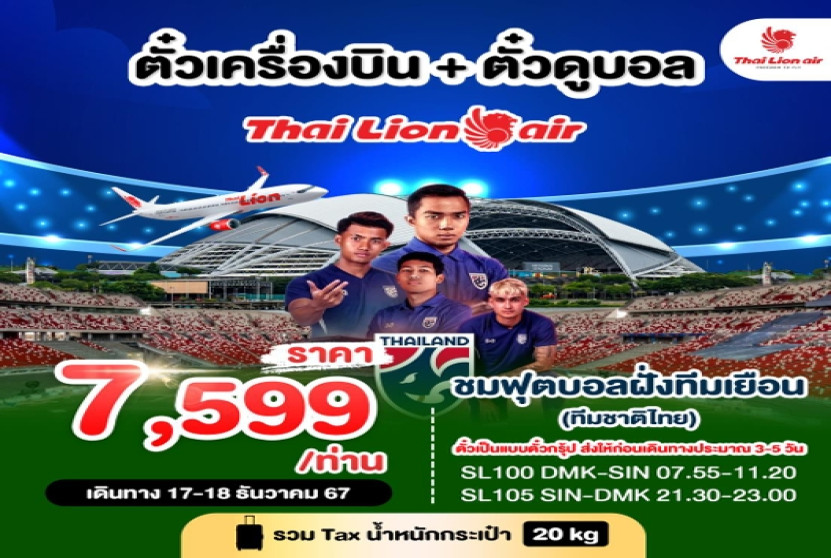 ตั๋วเครื่องบิน + ตั๋วดูบอล
Thai Lion air
Thai Lion air
FREEDOM TO FLY
Thai Lion
THAILAND
ราคา
7,599
/ท่าน
เดินทาง 17-18 ธันวาคม 67
ชมฟุตบอลฝั่งทีมเยือน
(ทีมชาติไทย)
ตั๋วเป็นแบบตั๋วกรุ๊ป ส่งให้ก่อนเดินทางประมาณ 3-5 วัน
SL100 DMK-SIN 07.55-11.20
SL105 SIN-DMK 21.30-23.00
รวม Tax น้ำหนักกระเป๋า 20 kg